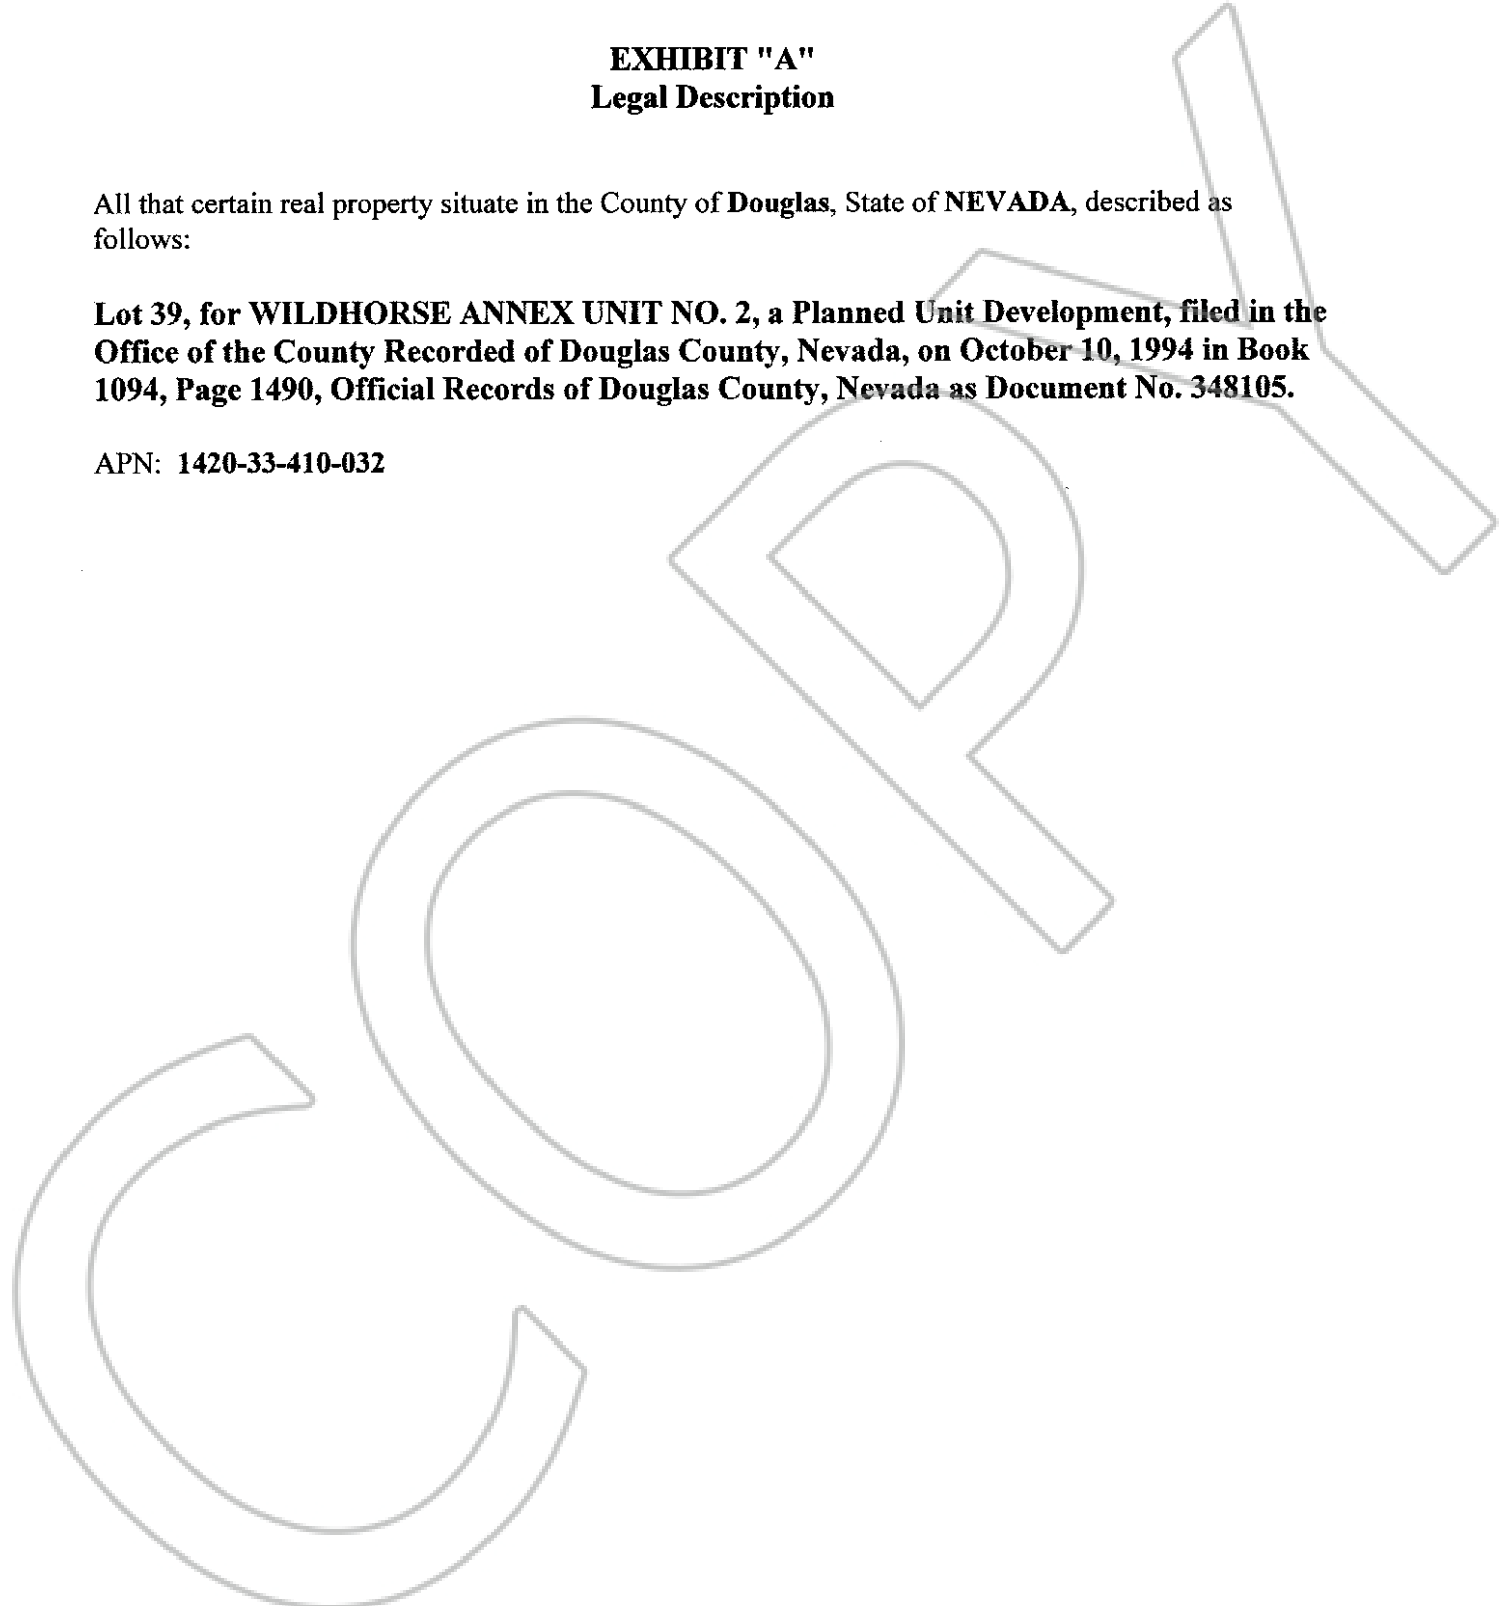 EXHIBIT "A"
Legal Description
All that certain real property situate in the County of Douglas, State of NEVADA, described as
follows:
Lot 39, for WILDHORSE ANNEX UNIT NO. 2, a Planned Unit Development, filed in the
Office of the County Recorded of Douglas County, Nevada, on October 10, 1994 in Book
1094, Page 1490, Official Records of Douglas County, Nevada as Document No. 348105.
APN: 1420-33-410-032
COPY